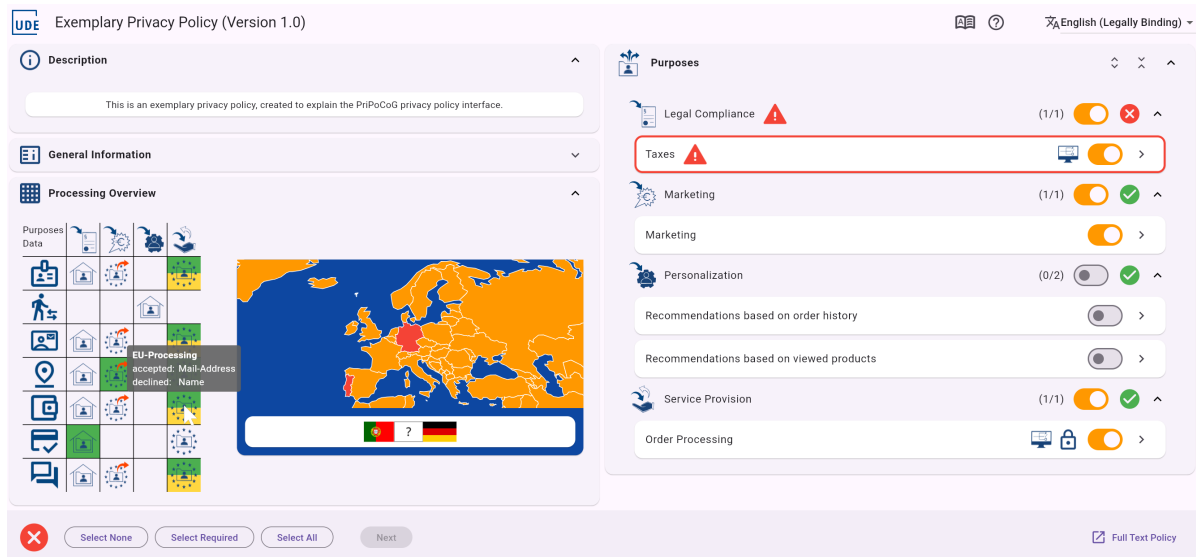 UDE Exemplary Privacy Policy (Version 1.0)
English (Legally Binding)
Description
This is an exemplary privacy policy, created to explain the PriPoCoG privacy policy interface.
General Information
Processing Overview
Purposes
Data
EU-Processing
accepted: Mail-Address
declined: Name
?
Purposes
Legal Compliance (1/1)
Taxes
Marketing (1/1)
Marketing
Personalization (0/2)
Recommendations based on order history
Recommendations based on viewed products
Service Provision (1/1)
Order Processing
Select None Select Required Select All Next Full Text Policy